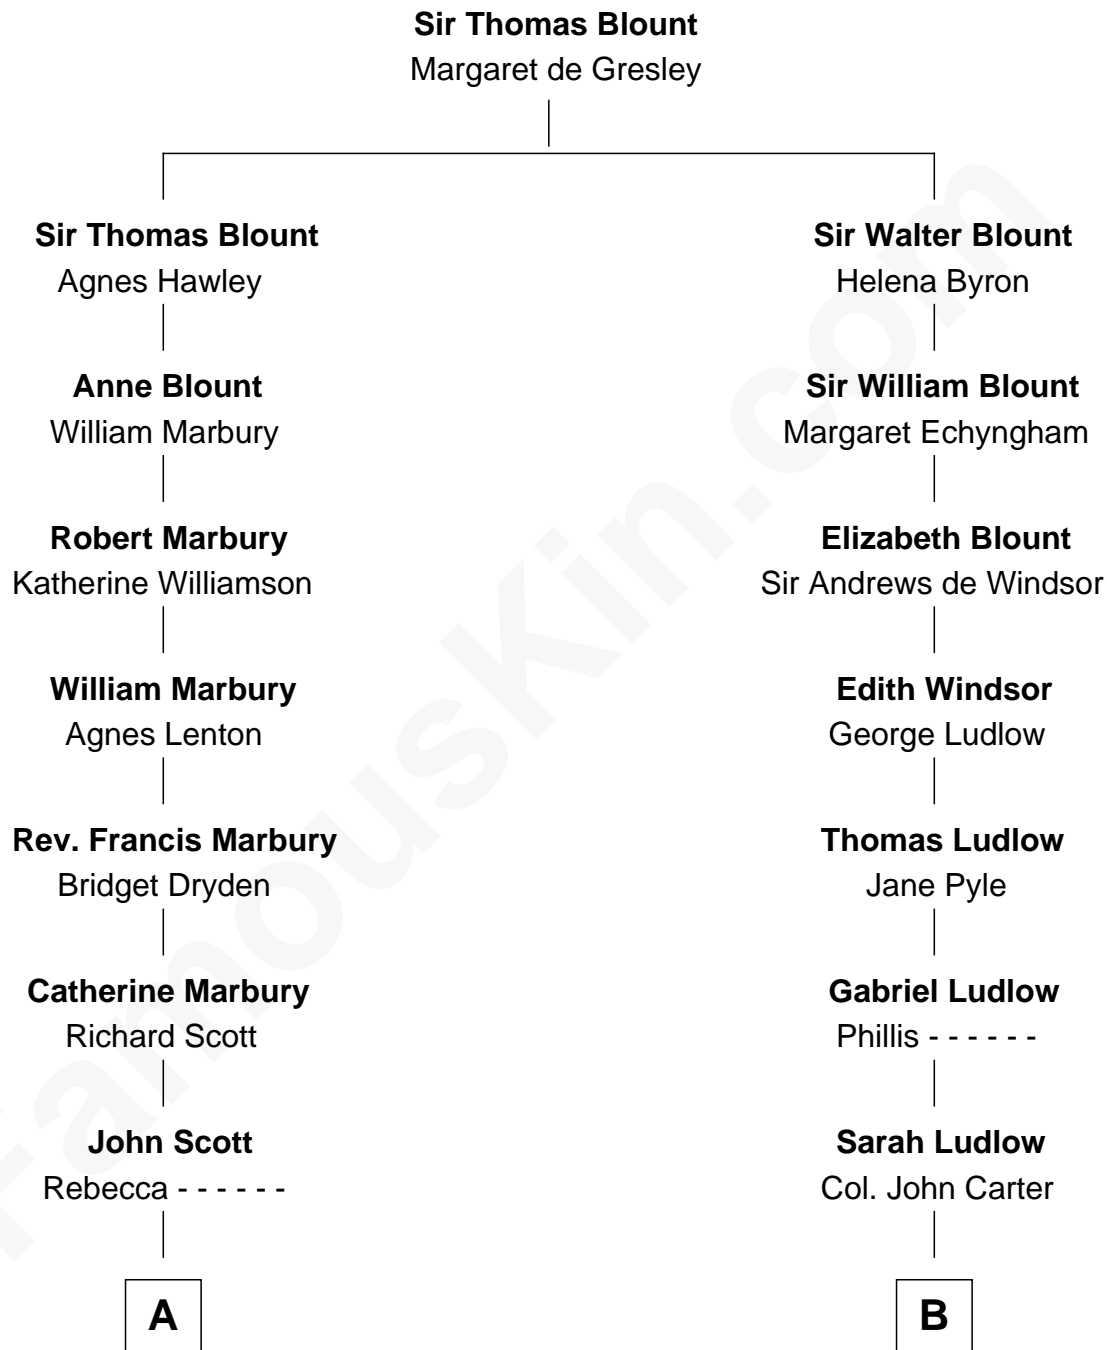 Sir Thomas Blount
Margaret de Gresley
Sir Thomas Blount
Agnes Hawley
Sir Walter Blount
Helena Byron
Anne Blount
William Marbury
Sir William Blount
Margaret Echyngham
Robert Marbury
Katherine Williamson
Elizabeth Blount
Sir Andrews de Windsor
William Marbury
Agnes Lenton
Edith Windsor
George Ludlow
Rev. Francis Marbury
Bridget Dryden
Thomas Ludlow
Jane Pyle
Catherine Marbury
Richard Scott
Gabriel Ludlow
Phillis - - - - - -
John Scott
Rebecca - - - - - -
Sarah Ludlow
Col. John Carter
A
B
FamousKin.com